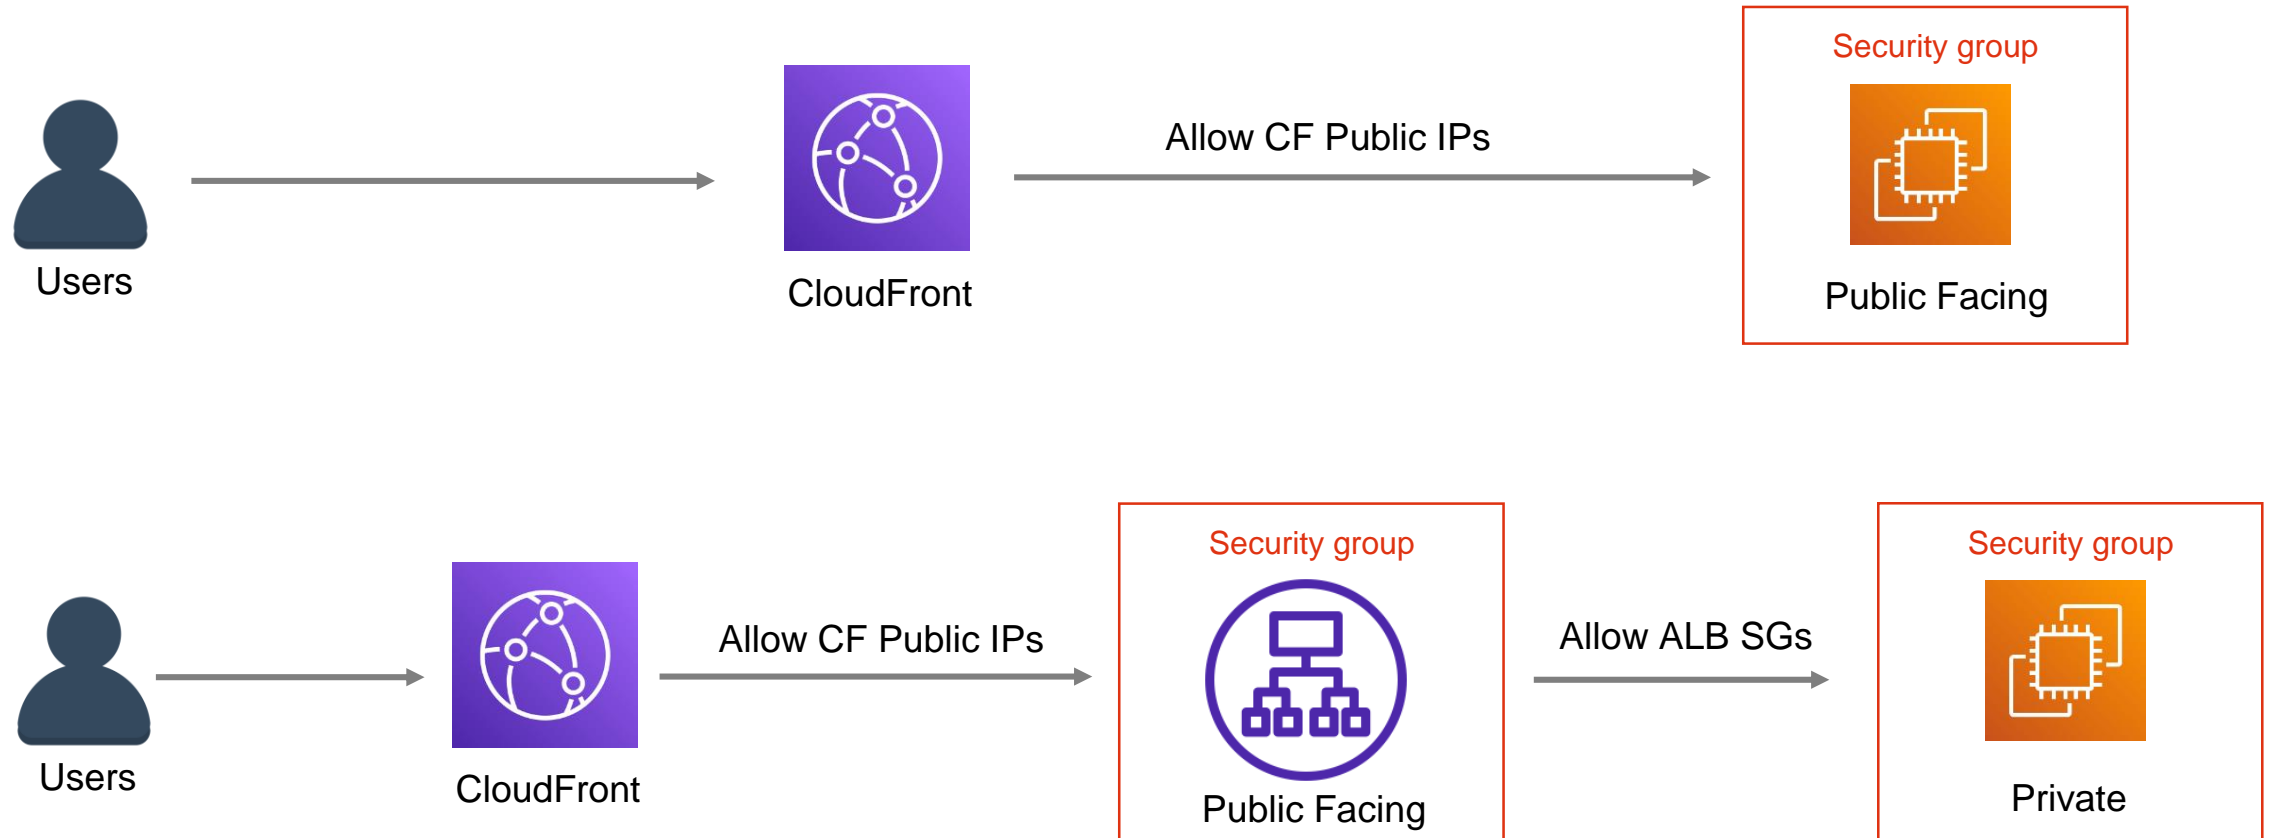 Security group
Allow CF Public IPs
Users
CloudFront
Public Facing
Security group
Security group
Allow CF Public IPs
Allow ALB SGs
Users
CloudFront
Public Facing
Private